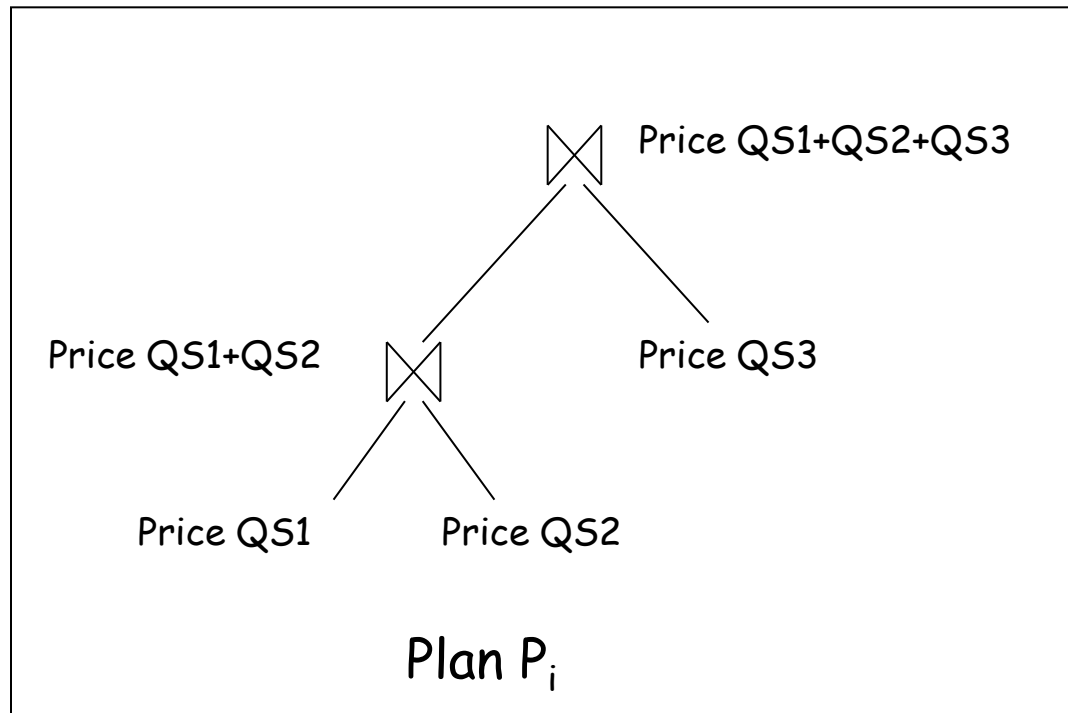 Price QS1+QS2+QS3
Price QS1+QS2
Price QS3
Price QS1
Price QS2
Plan Pi